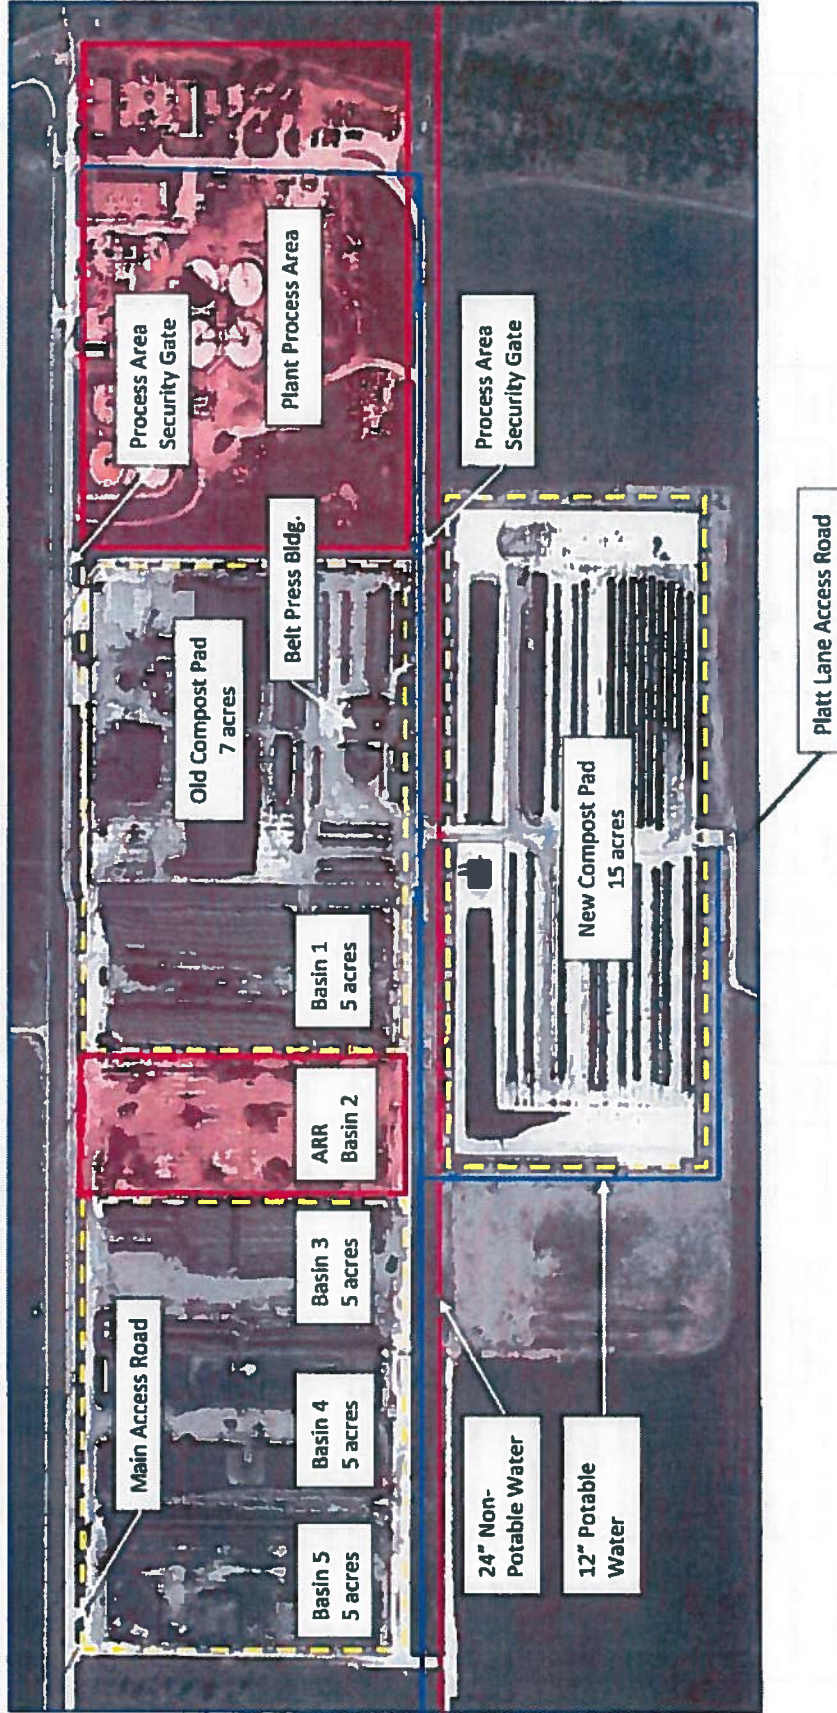 Main Access Road
Process Area
Security Gate
Old Compost Pad
7 acres
Plant Process Area
Belt Press Bldg.
Basin 5
5 acres
Basin 4
5 acres
Basin 3
5 acres
ARR
Basin 2
Basin 1
5 acres
24" Non-
Potable Water
Process Area
Security Gate
12" Potable
Water
New Compost Pad
15 acres
Platt Lane Access Road